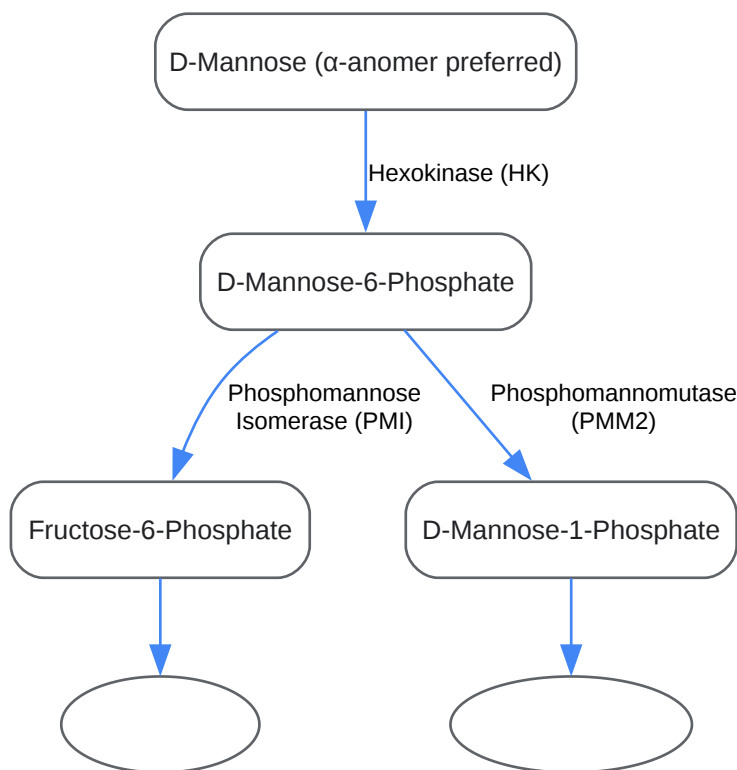 D-Mannose (α-anomer preferred)
Hexokinase (HK)
D-Mannose-6-Phosphate
Phosphomannose
Isomerase (PMI)
Phosphomannomutase
(PMM2)
Fructose-6-Phosphate
D-Mannose-1-Phosphate